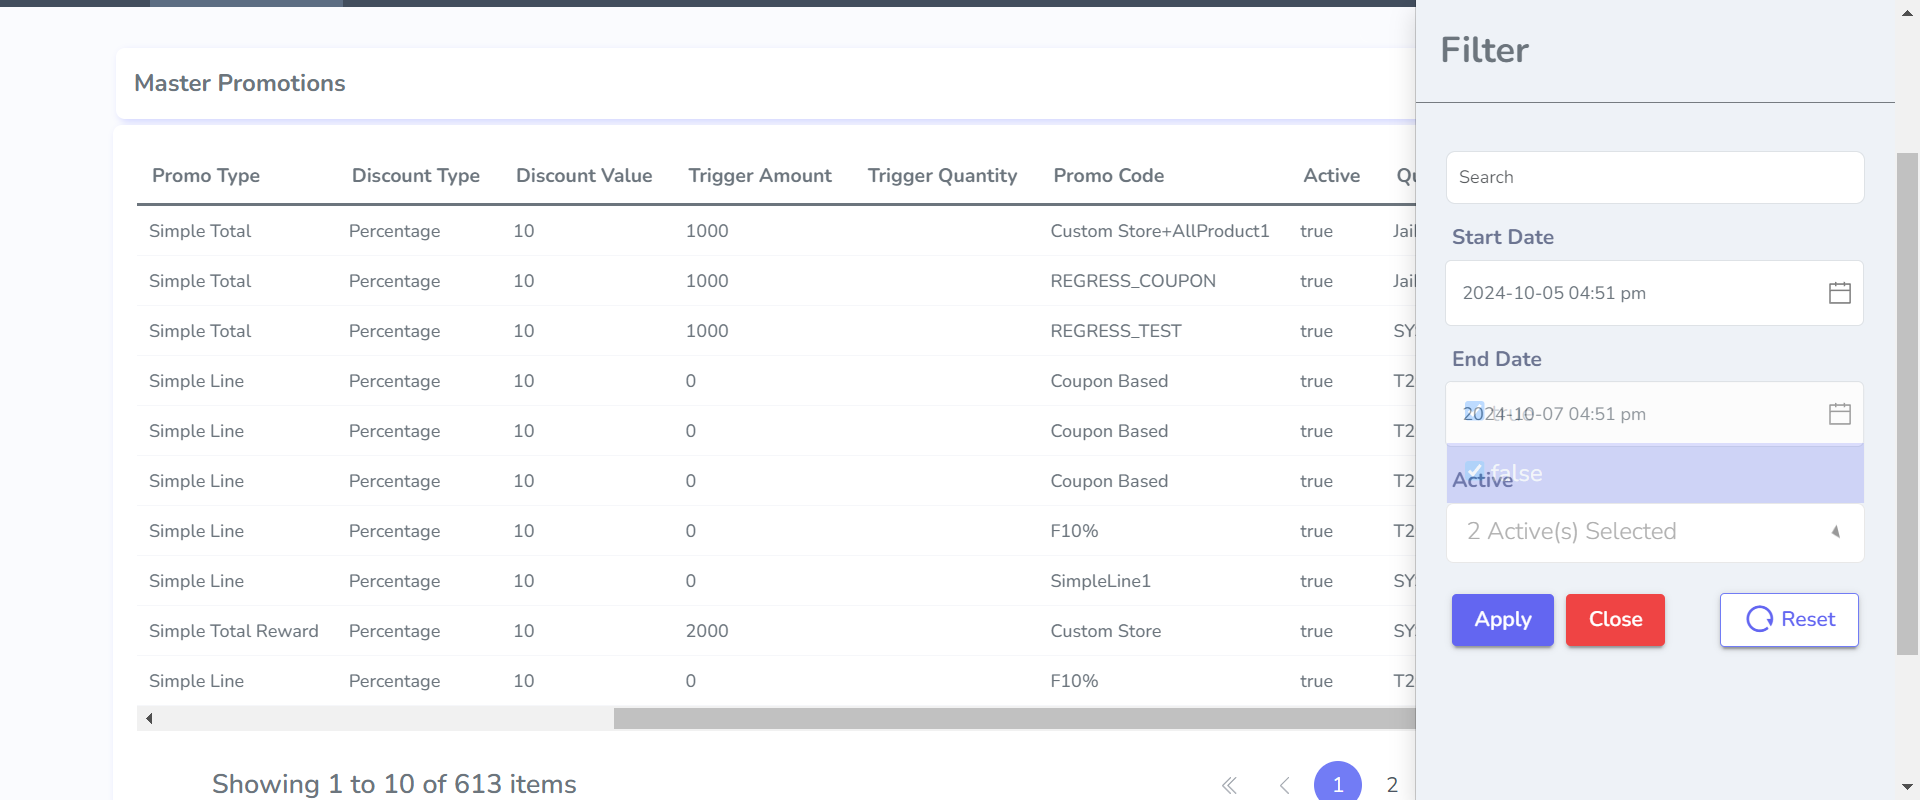 Master Promotions
Promo Type Discount Type Discount Value Trigger Amount Trigger Quantity Promo Code Active
Simple Total Percentage 10 1000 Custom Store+AllProduct1 true Jail
Simple Total Percentage 10 1000 REGRESS_COUPON true Jail
Simple Total Percentage 10 1000 REGRESS_TEST true SY
Simple Line Percentage 10 0 Coupon Based true T2
Simple Line Percentage 10 0 Coupon Based true T2
Simple Line Percentage 10 0 Coupon Based true T2
Simple Line Percentage 10 0 F10% true T2
Simple Line Percentage 10 0 SimpleLine1 true SY
Simple Total Reward Percentage 10 2000 Custom Store true SY
Simple Line Percentage 10 0 F10% true T2
Showing 1 to 10 of 613 items
1 2
Filter
Search
Start Date
2024-10-05 04:51 pm
End Date
2024-10-07 04:51 pm
true
false
Active
2 Active(s) Selected
Apply Close Reset